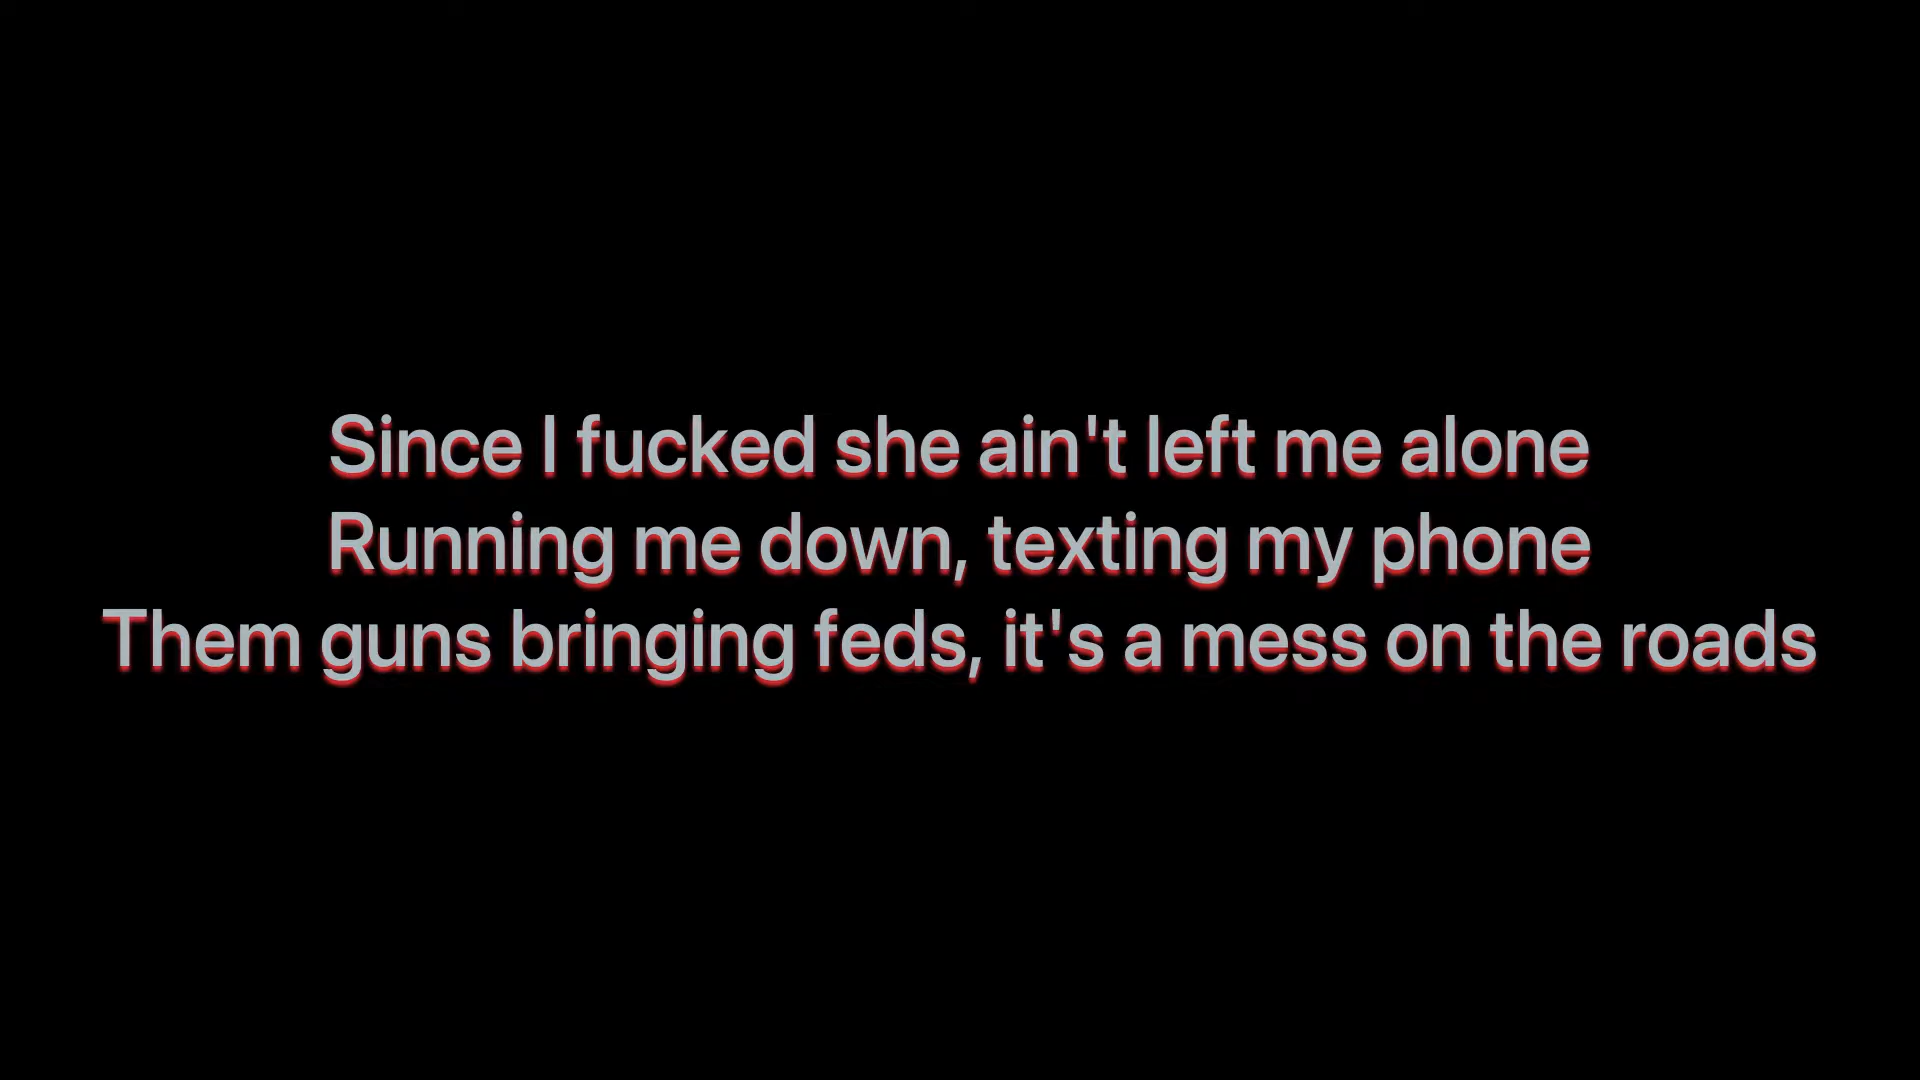 Since I fucked she ain't left me alone
Running me down, texting my phone
Them guns bringing feds, it's a mess on the roads